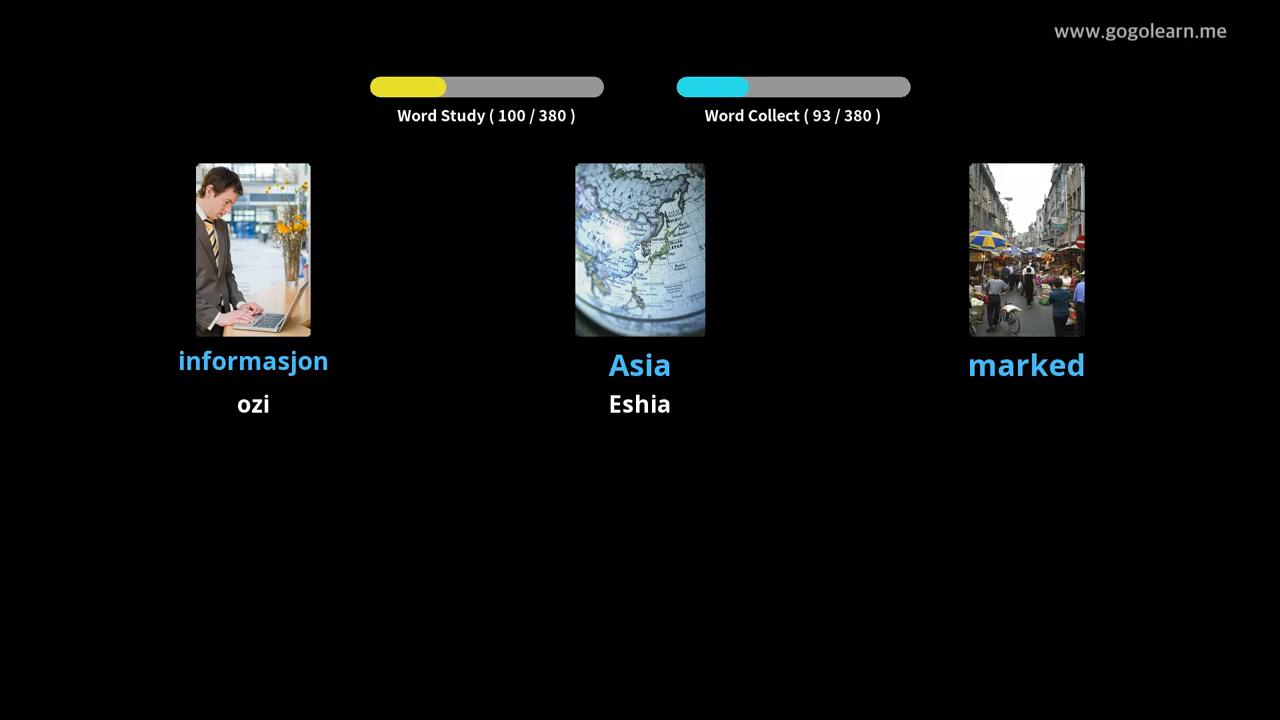 www.gogolearn.me
Word Study ( 100 / 380 )
Word Collect ( 93 / 380 )
informasjon
Asia
marked
ozi
Eshia